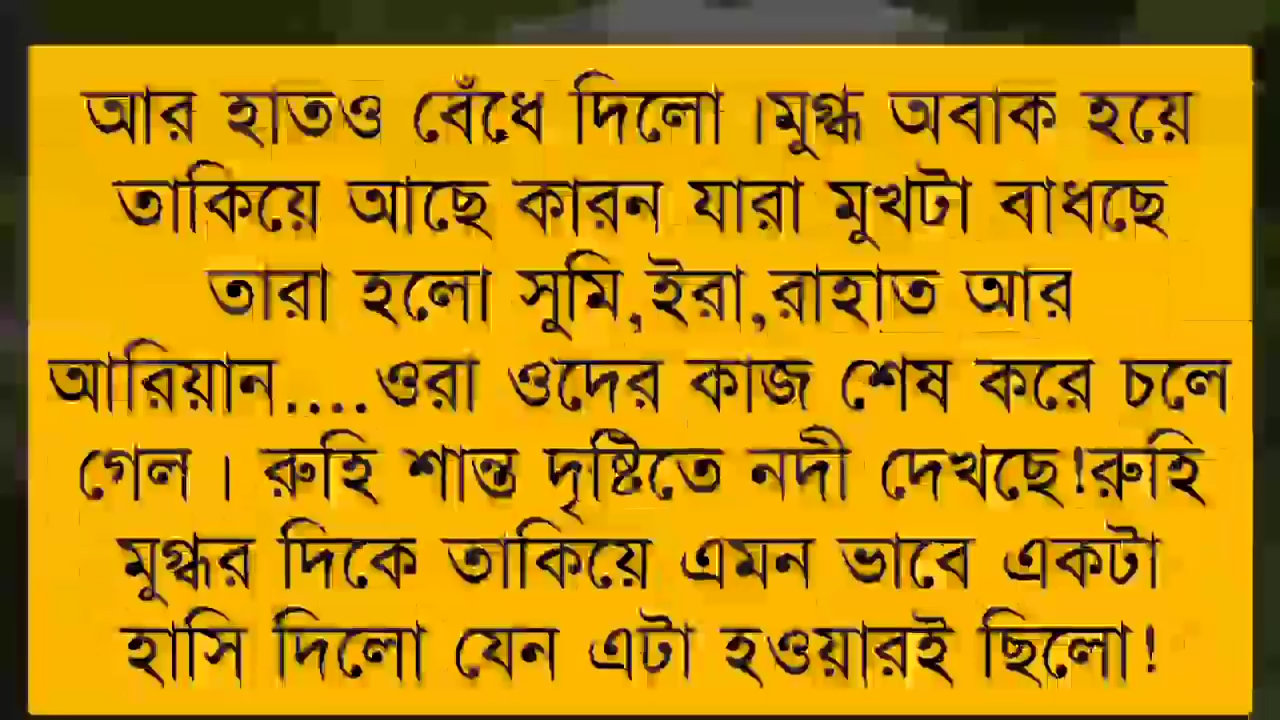 আর হাতও বেঁধে দিলো।মুগ্ধ অবাক হয়ে
তাকিয়ে আছে কারন যারা মুখটা বাধছে
তারা হলো সুমি,ইরা,রাহাত আর
আরিয়ান....ওরা ওদের কাজ শেষ করে চলে
গেল। রুহি শান্ত দৃষ্টিতে নদী দেখছে!রুহি
মুগ্ধর দিকে তাকিয়ে এমন ভাবে একটা
হাসি দিলো যেন এটা হওয়ারই ছিলো!